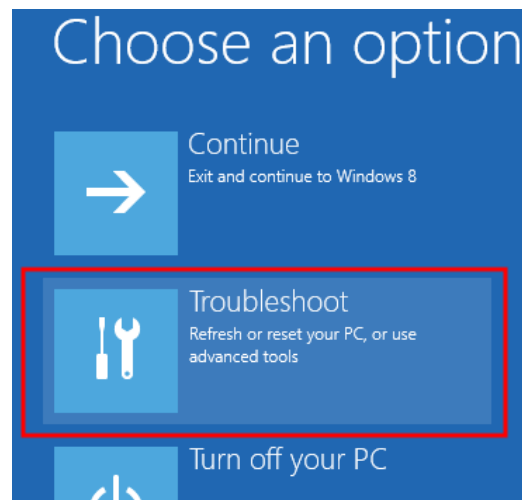 Choose an option
Continue
Exit and continue to Windows 8
Troubleshoot
Refresh or reset your PC, or use
advanced tools
Turn off your PC